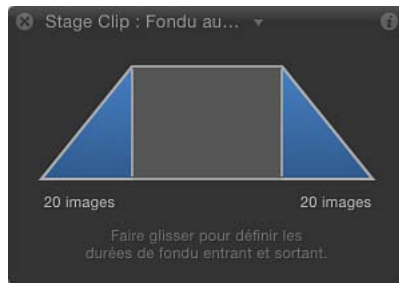 Stage Clip : Fondu au...
20 images
20 images
Faire glisser pour définir les
durées de fondu entrant et sortant.